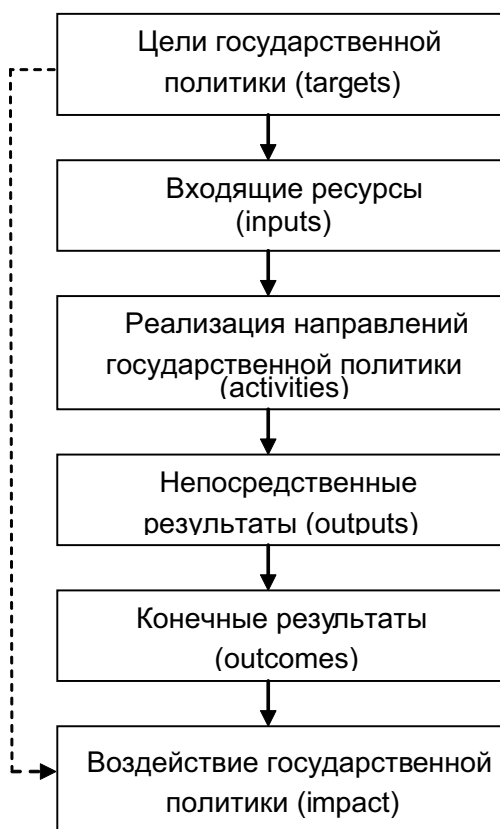 Цели государственной
политики (targets)
Входящие ресурсы
(inputs)
Реализация направлений
государственной политики
(activities)
Непосредственные
результаты (outputs)
Конечные результаты
(outcomes)
Воздействие государственной
политики (impact)